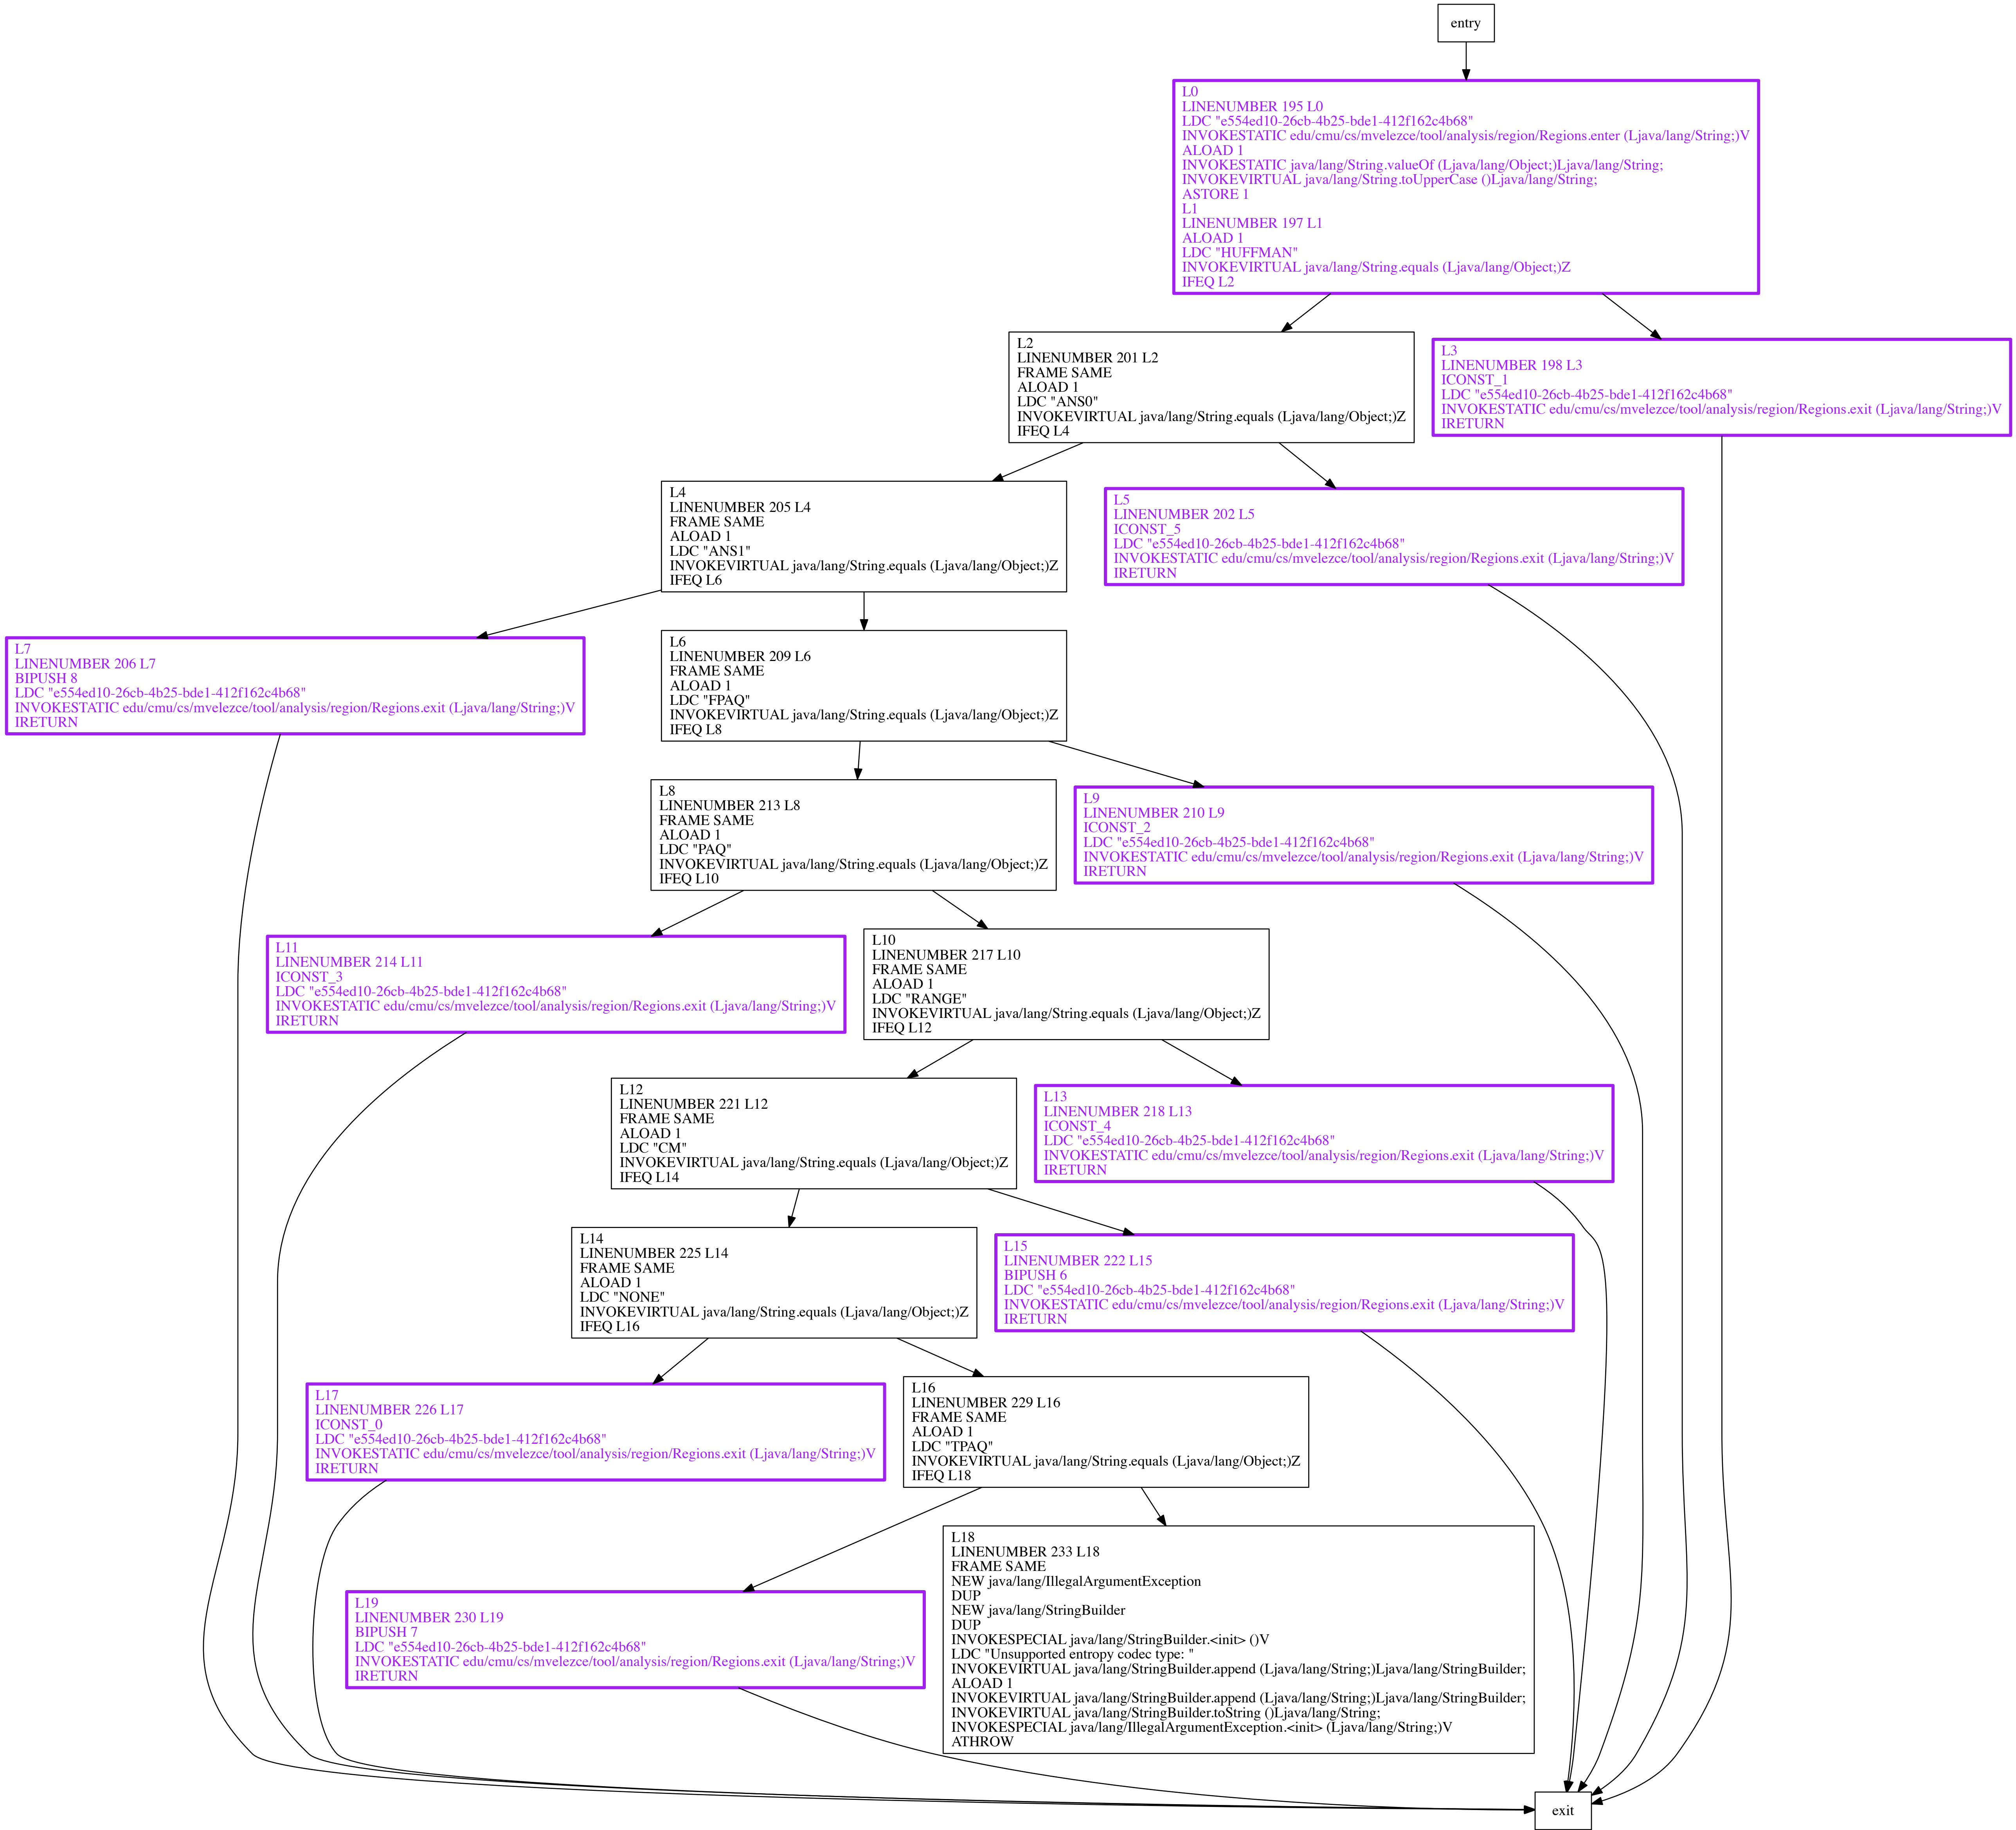 entry
L0
LINENUMBER 195 L0
LDC "e554ed10-26cb-4b25-bde1-412f162c4b68"
INVOKESTATIC edu/cmu/cs/mvelezce/tool/analysis/region/Regions.enter (Ljava/lang/String;)V
ALOAD 1
INVOKESTATIC java/lang/String.valueOf (Ljava/lang/Object;)Ljava/lang/String;
INVOKEVIRTUAL java/lang/String.toUpperCase ()Ljava/lang/String;
ASTORE 1
L1
LINENUMBER 197 L1
ALOAD 1
LDC "HUFFMAN"
INVOKEVIRTUAL java/lang/String.equals (Ljava/lang/Object;)Z
IFEQ L2
L2
LINENUMBER 201 L2
FRAME SAME
ALOAD 1
LDC "ANS0"
INVOKEVIRTUAL java/lang/String.equals (Ljava/lang/Object;)Z
IFEQ L4
L3
LINENUMBER 198 L3
ICONST_1
LDC "e554ed10-26cb-4b25-bde1-412f162c4b68"
INVOKESTATIC edu/cmu/cs/mvelezce/tool/analysis/region/Regions.exit (Ljava/lang/String;)V
IRETURN
L4
LINENUMBER 205 L4
FRAME SAME
ALOAD 1
LDC "ANS1"
INVOKEVIRTUAL java/lang/String.equals (Ljava/lang/Object;)Z
IFEQ L6
L5
LINENUMBER 202 L5
ICONST_5
LDC "e554ed10-26cb-4b25-bde1-412f162c4b68"
INVOKESTATIC edu/cmu/cs/mvelezce/tool/analysis/region/Regions.exit (Ljava/lang/String;)V
IRETURN
L7
LINENUMBER 206 L7
BIPUSH 8
LDC "e554ed10-26cb-4b25-bde1-412f162c4b68"
INVOKESTATIC edu/cmu/cs/mvelezce/tool/analysis/region/Regions.exit (Ljava/lang/String;)V
IRETURN
L6
LINENUMBER 209 L6
FRAME SAME
ALOAD 1
LDC "FPAQ"
INVOKEVIRTUAL java/lang/String.equals (Ljava/lang/Object;)Z
IFEQ L8
L8
LINENUMBER 213 L8
FRAME SAME
ALOAD 1
LDC "PAQ"
INVOKEVIRTUAL java/lang/String.equals (Ljava/lang/Object;)Z
IFEQ L10
L9
LINENUMBER 210 L9
ICONST_2
LDC "e554ed10-26cb-4b25-bde1-412f162c4b68"
INVOKESTATIC edu/cmu/cs/mvelezce/tool/analysis/region/Regions.exit (Ljava/lang/String;)V
IRETURN
L11
LINENUMBER 214 L11
ICONST_3
LDC "e554ed10-26cb-4b25-bde1-412f162c4b68"
INVOKESTATIC edu/cmu/cs/mvelezce/tool/analysis/region/Regions.exit (Ljava/lang/String;)V
IRETURN
L10
LINENUMBER 217 L10
FRAME SAME
ALOAD 1
LDC "RANGE"
INVOKEVIRTUAL java/lang/String.equals (Ljava/lang/Object;)Z
IFEQ L12
L12
LINENUMBER 221 L12
FRAME SAME
ALOAD 1
LDC "CM"
INVOKEVIRTUAL java/lang/String.equals (Ljava/lang/Object;)Z
IFEQ L14
L13
LINENUMBER 218 L13
ICONST_4
LDC "e554ed10-26cb-4b25-bde1-412f162c4b68"
INVOKESTATIC edu/cmu/cs/mvelezce/tool/analysis/region/Regions.exit (Ljava/lang/String;)V
IRETURN
L14
LINENUMBER 225 L14
FRAME SAME
ALOAD 1
LDC "NONE"
INVOKEVIRTUAL java/lang/String.equals (Ljava/lang/Object;)Z
IFEQ L16
L15
LINENUMBER 222 L15
BIPUSH 6
LDC "e554ed10-26cb-4b25-bde1-412f162c4b68"
INVOKESTATIC edu/cmu/cs/mvelezce/tool/analysis/region/Regions.exit (Ljava/lang/String;)V
IRETURN
L17
LINENUMBER 226 L17
ICONST_0
LDC "e554ed10-26cb-4b25-bde1-412f162c4b68"
INVOKESTATIC edu/cmu/cs/mvelezce/tool/analysis/region/Regions.exit (Ljava/lang/String;)V
IRETURN
L16
LINENUMBER 229 L16
FRAME SAME
ALOAD 1
LDC "TPAQ"
INVOKEVIRTUAL java/lang/String.equals (Ljava/lang/Object;)Z
IFEQ L18
L18
LINENUMBER 233 L18
FRAME SAME
NEW java/lang/IllegalArgumentException
DUP
NEW java/lang/StringBuilder
DUP
INVOKESPECIAL java/lang/StringBuilder.<init> ()V
LDC "Unsupported entropy codec type: "
INVOKEVIRTUAL java/lang/StringBuilder.append (Ljava/lang/String;)Ljava/lang/StringBuilder;
ALOAD 1
INVOKEVIRTUAL java/lang/StringBuilder.append (Ljava/lang/String;)Ljava/lang/StringBuilder;
INVOKEVIRTUAL java/lang/StringBuilder.toString ()Ljava/lang/String;
INVOKESPECIAL java/lang/IllegalArgumentException.<init> (Ljava/lang/String;)V
ATHROW
L19
LINENUMBER 230 L19
BIPUSH 7
LDC "e554ed10-26cb-4b25-bde1-412f162c4b68"
INVOKESTATIC edu/cmu/cs/mvelezce/tool/analysis/region/Regions.exit (Ljava/lang/String;)V
IRETURN
exit